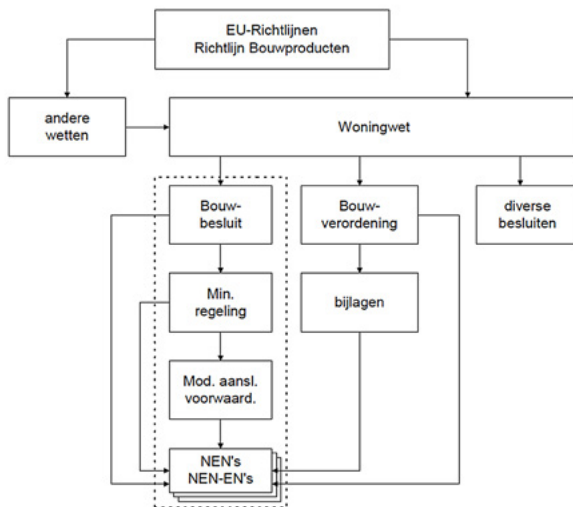 EU-Richtlijnen
Richtlijn Bouwproducten
andere
wetten
Woningwet
Bouw-
besluit
Bouw-
verordening
diverse
besluiten
Min.
regeling
bijlagen
Mod. aansl.
voorwaard.
NEN's
NEN-EN's